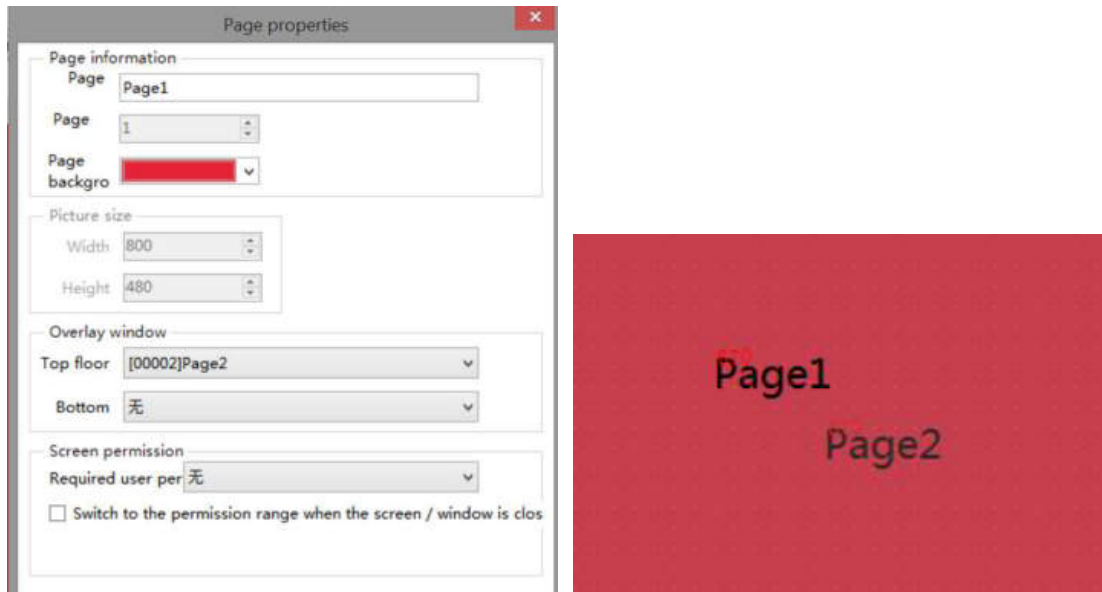 Page properties
Page information
Page
Page1
Page
1
Page
backgro
Picture size
Width
800
Height
480
Overlay window
Top floor
[00002]Page2
Bottom
无
Screen permission
Required user per
无
Switch to the permission range when the screen / window is clos
Page1
Page2